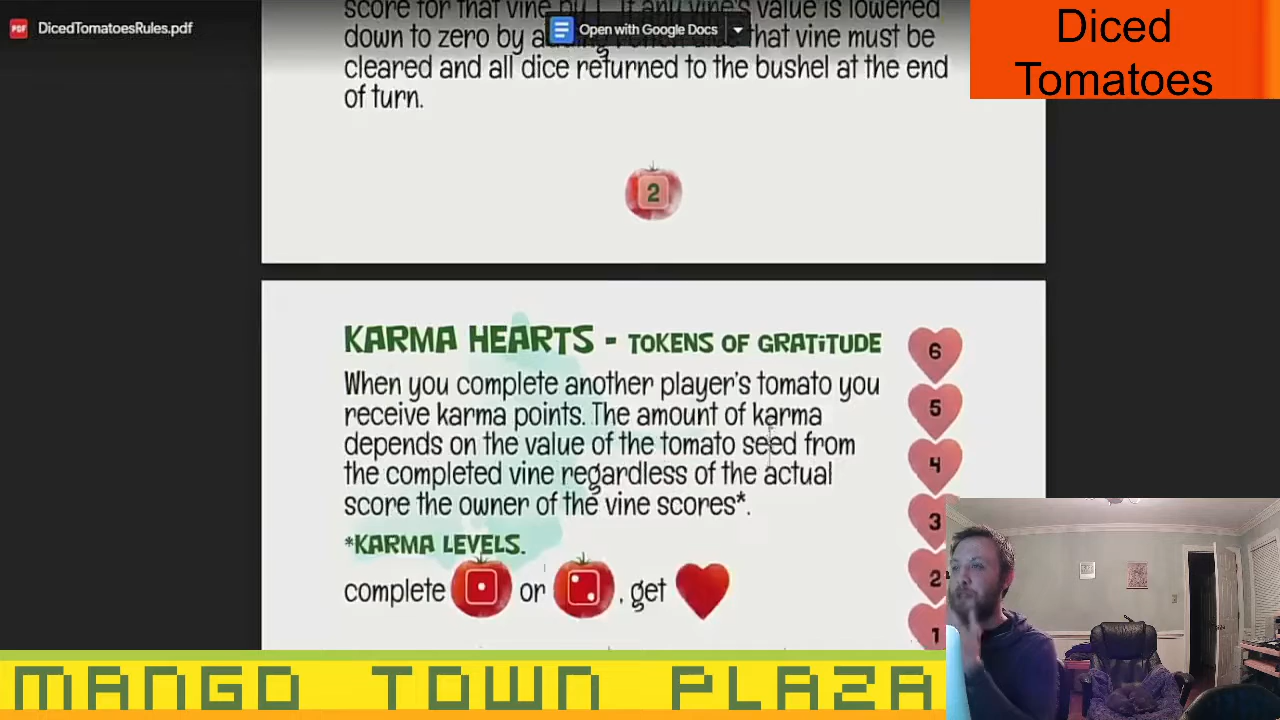 DicedTomatoesRules.pdf
Open with Google Docs
Diced
Tomatoes
score for that vine by 1. If any vine's value is lowered
down to zero by adding dice that vine must be
cleared and all dice returned to the bushel at the end
of turn.
2
KARMA HEARTS - TOKENS OF GRATITUDE
When you complete another player's tomato you
receive karma points. The amount of karma
depends on the value of the tomato seed from
the completed vine regardless of the actual
score the owner of the vine scores*.
*KARMA LEVELS.
complete or , get
6
5
4
3
2
1
MANGO TOWN PLAZA